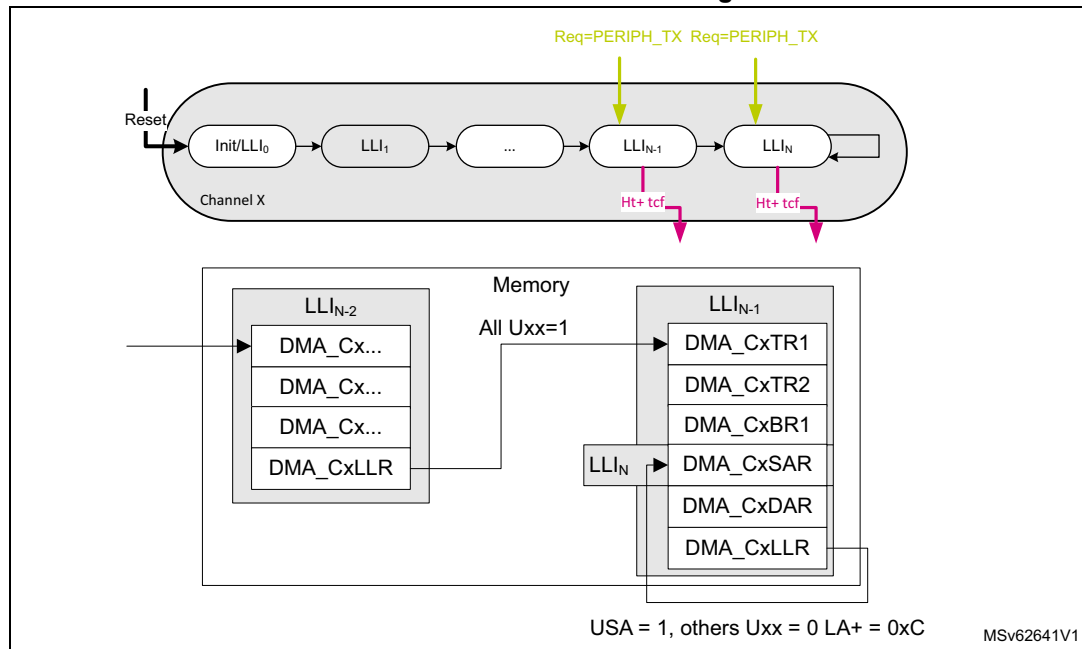 Req=PERIPH_TX Req=PERIPH_TX
Reset
Init/LLI0
LLI1
...
LLIN-1
LLIN
Channel X
Ht+ tcf
Ht+ tcf
Memory
LLIN-2
LLIN-1
All Uxx=1
DMA_Cx...
DMA_Cx...
DMA_Cx...
DMA_CxLLR
DMA_CxTR1
DMA_CxTR2
DMA_CxBR1
LLIN
DMA_CxSAR
DMA_CxDAR
DMA_CxLLR
USA = 1, others Uxx = 0 LA+ = 0xC
MSv62641V1